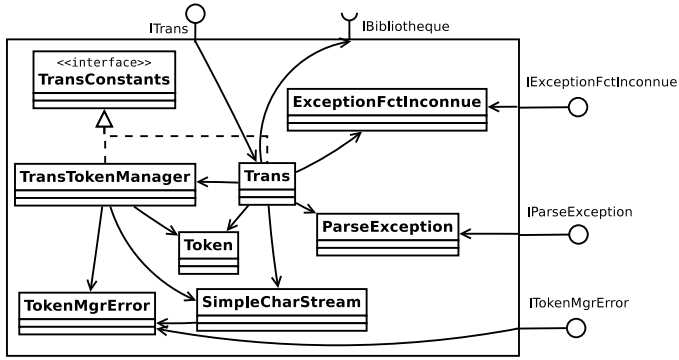 ITrans
IBibliotheque
<<interface>>
TransConstants
IExceptionFctInconnue
ExceptionFctInconnue
TransTokenManager
Trans
IParseException
ParseException
Token
TokenMgrError
SimpleCharStream
ITokenMgrError